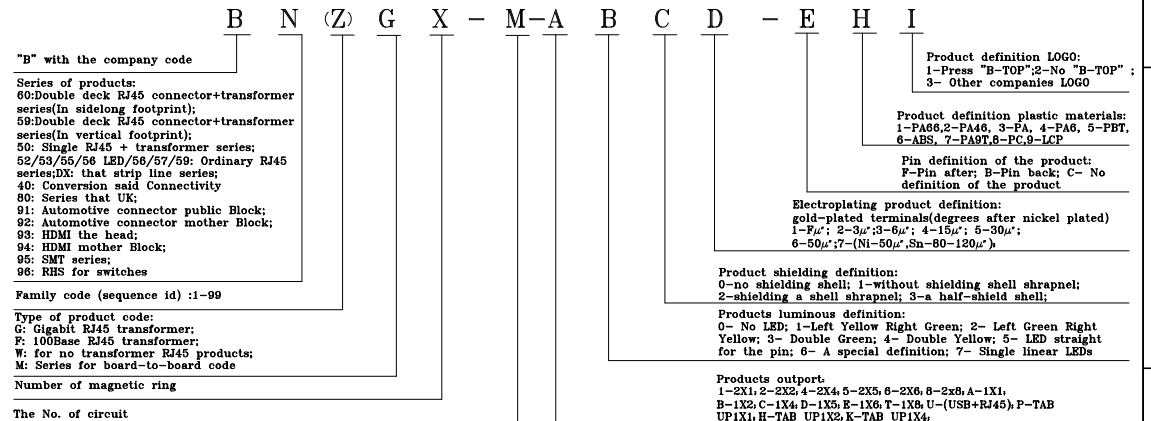 B N (Z) G X - M-A B C D - E H I
"B" with the company code
Series of products:
60:Double deck RJ45 connector+transformer
series(In sidelong footprint);
59:Double deck RJ45 connector+transformer
series(In vertical footprint);
50: Single RJ45 + transformer series;
52/53/55/56 LED/56/57/59: Ordinary RJ45
series;DX: that strip line series;
40: Conversion said Connectivity
80: Series that UK;
91: Automotive connector public Block;
92: Automotive connector mother Block;
93: HDMI the head;
94: HDMI mother Block;
95: SMT series;
96: RHS for switches
Family code (sequence id) :1-99
Type of product code:
G: Gigabit RJ45 transformer;
F: 100Base RJ45 transformer;
W: for no transformer RJ45 products;
M: Series for board-to-board code
Number of magnetic ring
The No. of circuit
Product definition LOGO:
1-Press "B-TOP";2-No "B-TOP" ;
3- Other companies LOGO
Product definition plastic materials:
1-PA66,2-PA46, 3-PA, 4-PA6, 5-PBT,
6-ABS, 7-PA9T,8-PC,9-LCP
Pin definition of the product:
F-Pin after; B-Pin back; C- No
definition of the product
Electroplating product definition:
gold-plated terminals(degrees after nickel plated)
1-Fμ"; 2-3μ";3-6μ"; 4-15μ"; 5-30μ";
6-50μ";7-(Ni-50μ",Sn-80-120μ");
Product shielding definition:
0-no shielding shell; 1-without shielding shell shrapnel;
2-shielding a shell shrapnel; 3-a half-shield shell;
Products luminous definition:
0- No LED; 1-Left Yellow Right Green; 2- Left Green Right
Yellow; 3- Double Green; 4- Double Yellow; 5- LED straight
for the pin; 6- A special definition; 7- Single linear LEDs
Products outport:
1-2X1; 2-2X2; 4-2X4; 5-2X5; 6-2X6; 8-2x8; A-1X1;
B-1X2; C-1X4; D-1X5; E-1X6; T-1X8; U-(USB+RJ45); P-TAB
UP1X1; H-TAB UP1X2; K-TAB UP1X4;